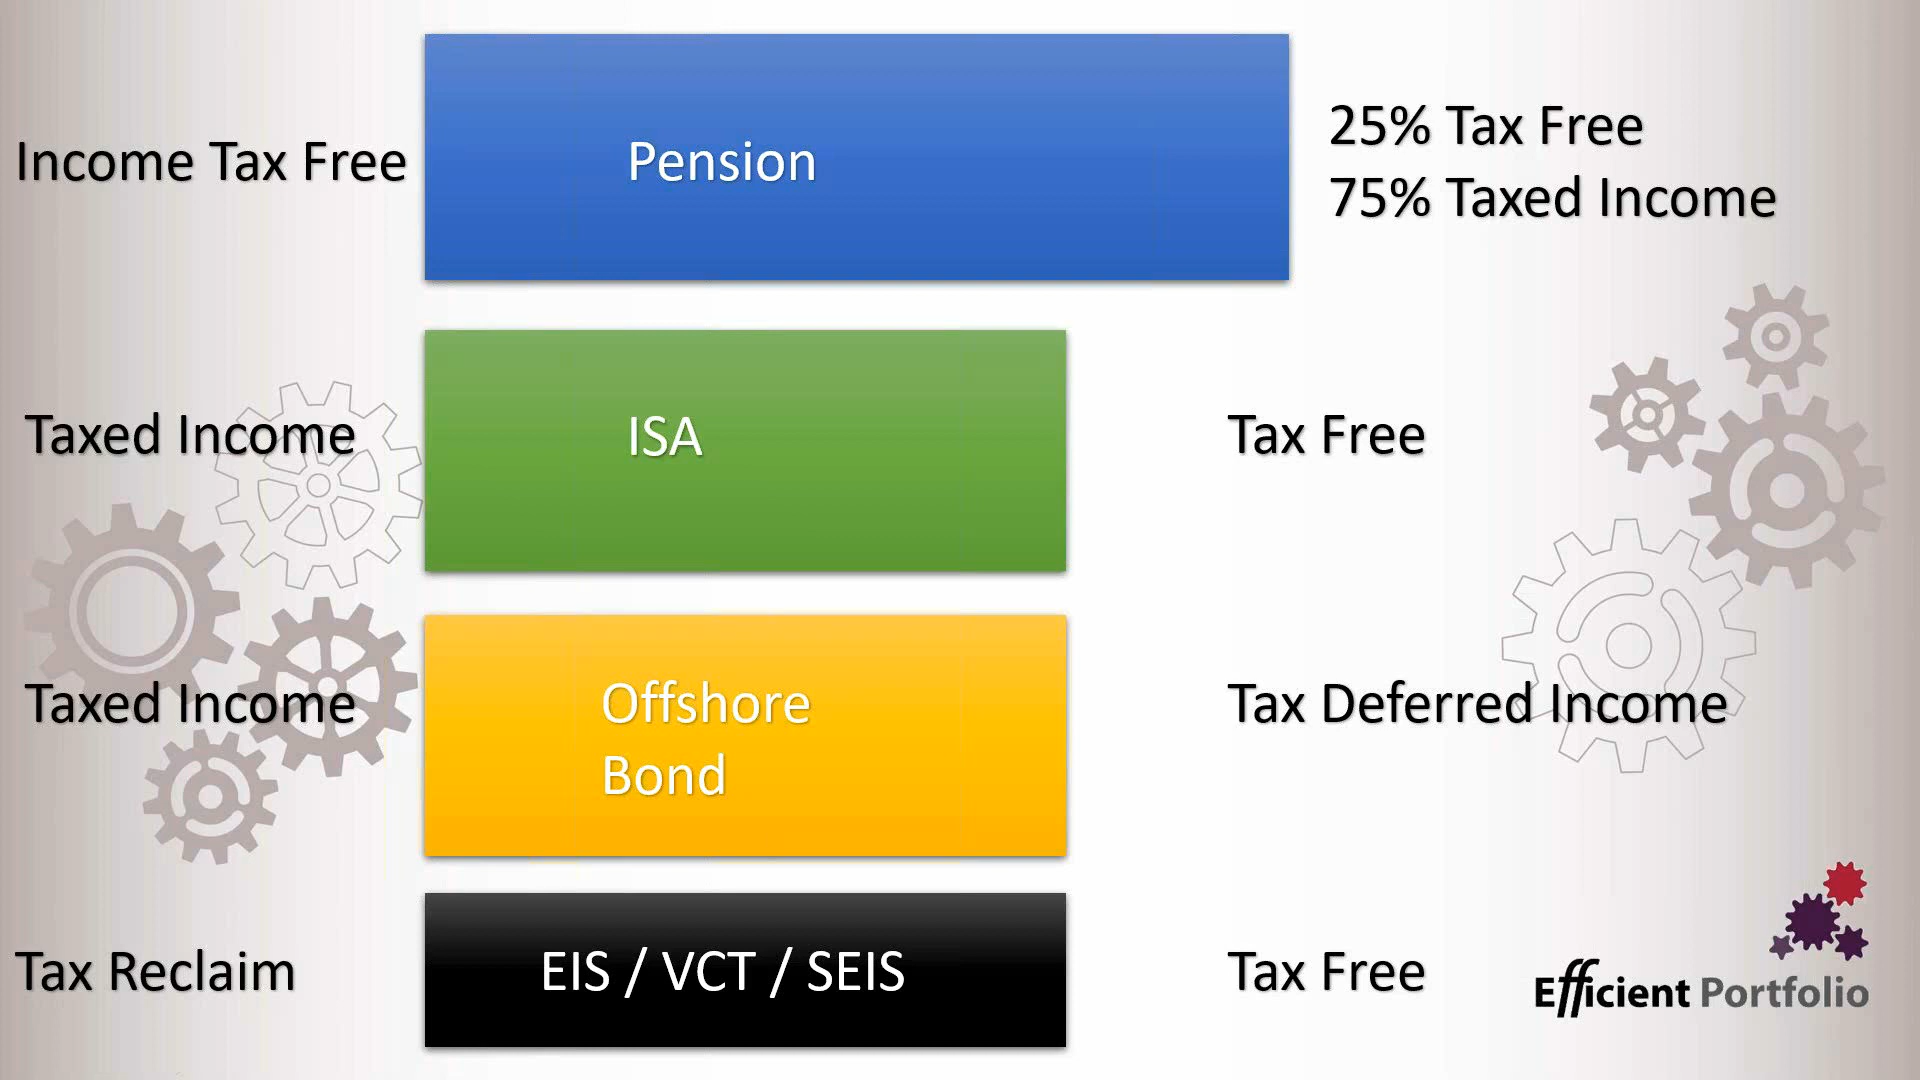 Income Tax Free
Pension
25% Tax Free
75% Taxed Income
Taxed Income
ISA
Tax Free
Taxed Income
Offshore
Bond
Tax Deferred Income
Tax Reclaim
EIS / VCT / SEIS
Tax Free
Efficient Portfolio